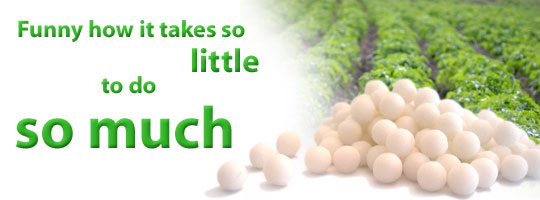 Funny how it takes so
little
to do
so much